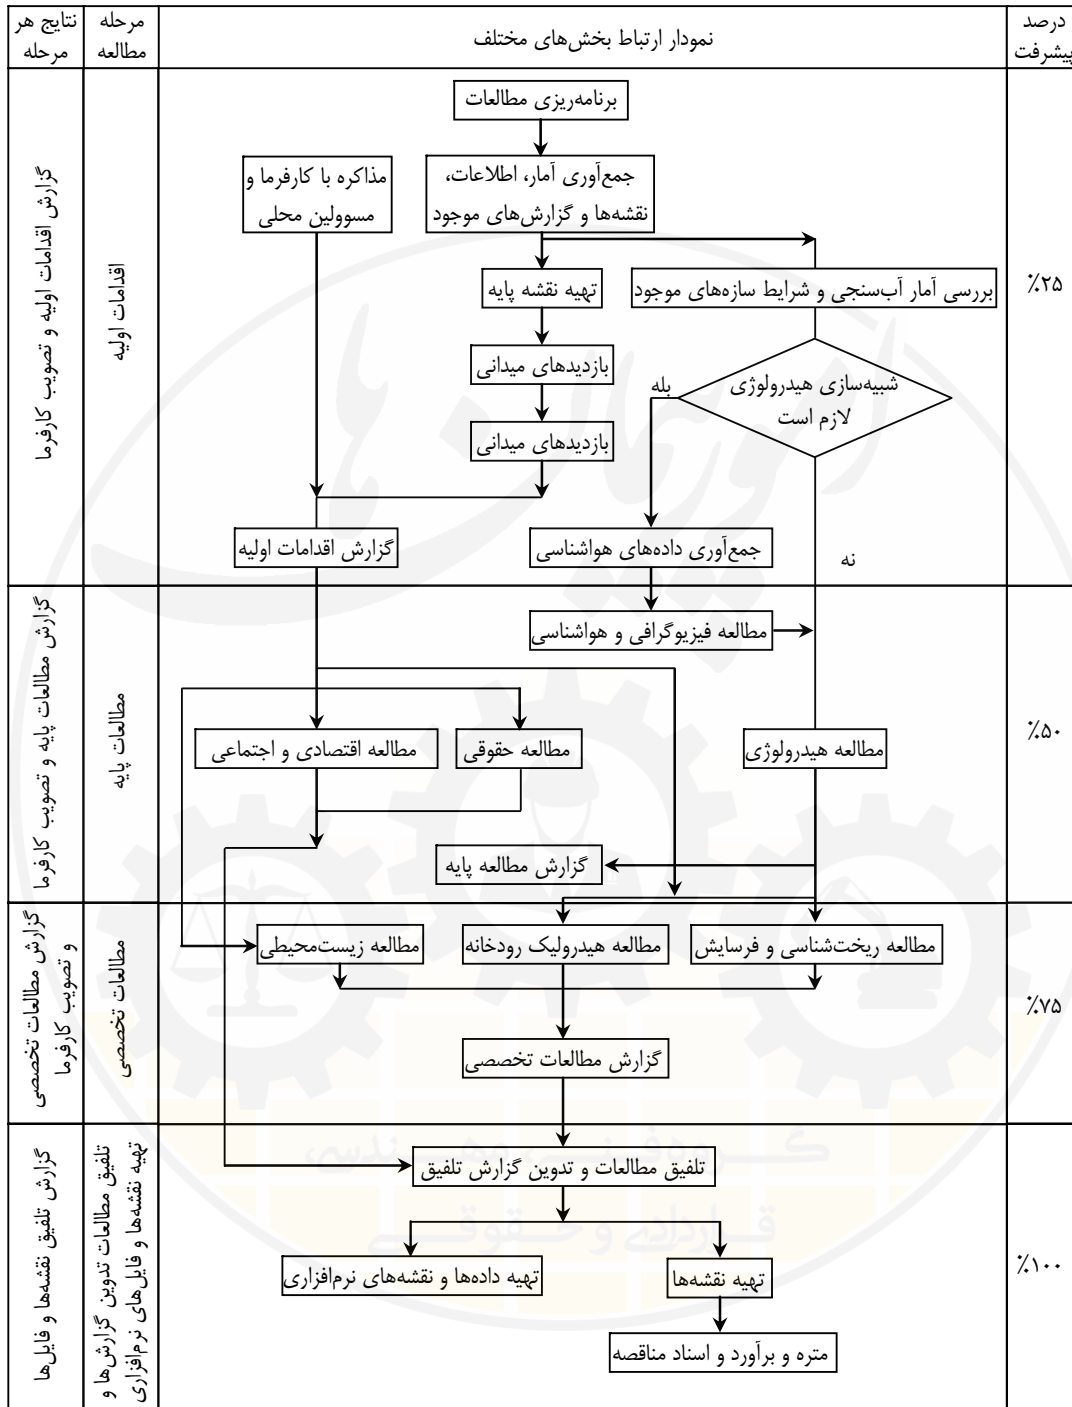 درصد
پیشرفت
نمودار ارتباط بخش‌های مختلف
مرحله
مطالعه
نتایج هر
مرحله
برنامه‌ریزی مطالعات
جمع‌آوری آمار، اطلاعات،
نقشه‌ها و گزارش‌های موجود
مذاکره با کارفرما و
مسوولین محلی
بررسی آمار آب‌سنجی و شرایط سازه‌های موجود
تهیه نقشه پایه
بازدیدهای میدانی
شبیه‌سازی هیدرولوژی
لازم است
بله
بازدیدهای میدانی
جمع‌آوری داده‌های هواشناسی
گزارش اقدامات اولیه
نه
٪۲۵
اقدامات اولیه
گزارش اقدامات اولیه و تصویب کارفرما
مطالعه فیزیوگرافی و هواشناسی
مطالعه هیدرولوژی
مطالعه حقوقی
مطالعه اقتصادی و اجتماعی
گزارش مطالعه پایه
٪۵۰
مطالعات پایه
گزارش مطالعات پایه و تصویب کارفرما
مطالعه ریخت‌شناسی و فرسایش
مطالعه هیدرولیک رودخانه
مطالعه زیست‌محیطی
گزارش مطالعات تخصصی
٪۷۵
مطالعات تخصصی
گزارش مطالعات تخصصی
و تصویب کارفرما
تلفیق مطالعات و تدوین گزارش تلفیق
تهیه نقشه‌ها
تهیه داده‌ها و نقشه‌های نرم‌افزاری
متره و برآورد و اسناد مناقصه
٪۱۰۰
تلفیق مطالعات تدوین گزارش‌ها و
تهیه نقشه‌ها و فایل‌های نرم‌افزاری
گزارش تلفیق نقشه‌ها و فایل‌ها
گروه فنی، مهندسی،
قراردادی و حقوقی